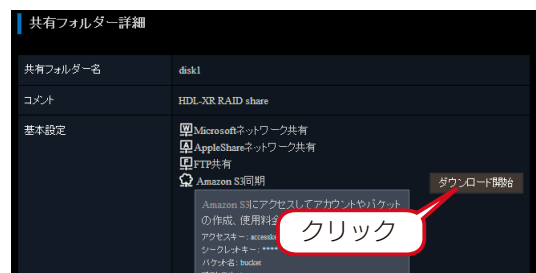 共有フォルダー詳細
共有フォルダー名 disk1
コメント HDL-XR RAID share
基本設定 Microsoftネットワーク共有
AppleShareネットワーク共有
FTP共有
Amazon S3同期 ダウンロード開始
Amazon S3にアクセスしてアカウントやバケット
の作成、使用料金
クリック
アクセスキー: accesske
シークレットキー: ****
バケット名: bucket